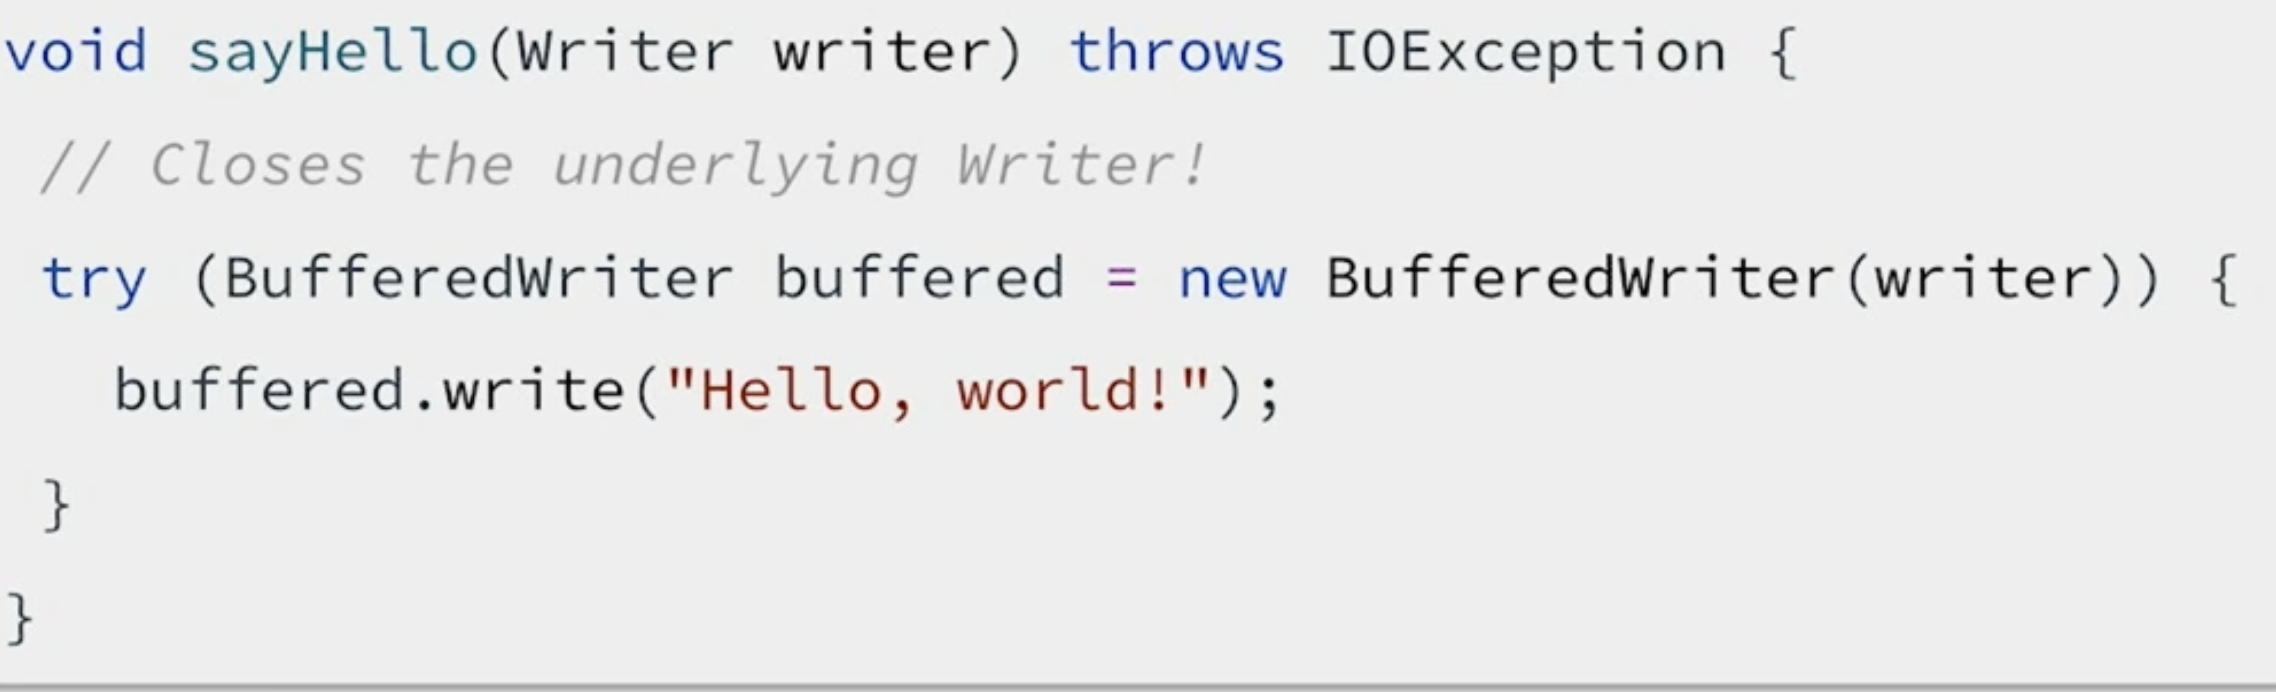 void sayHello(Writer writer) throws IOException {
// Closes the underlying Writer!
try (BufferedWriter buffered = new BufferedWriter(writer)) {
buffered.write("Hello, world!");
}
}